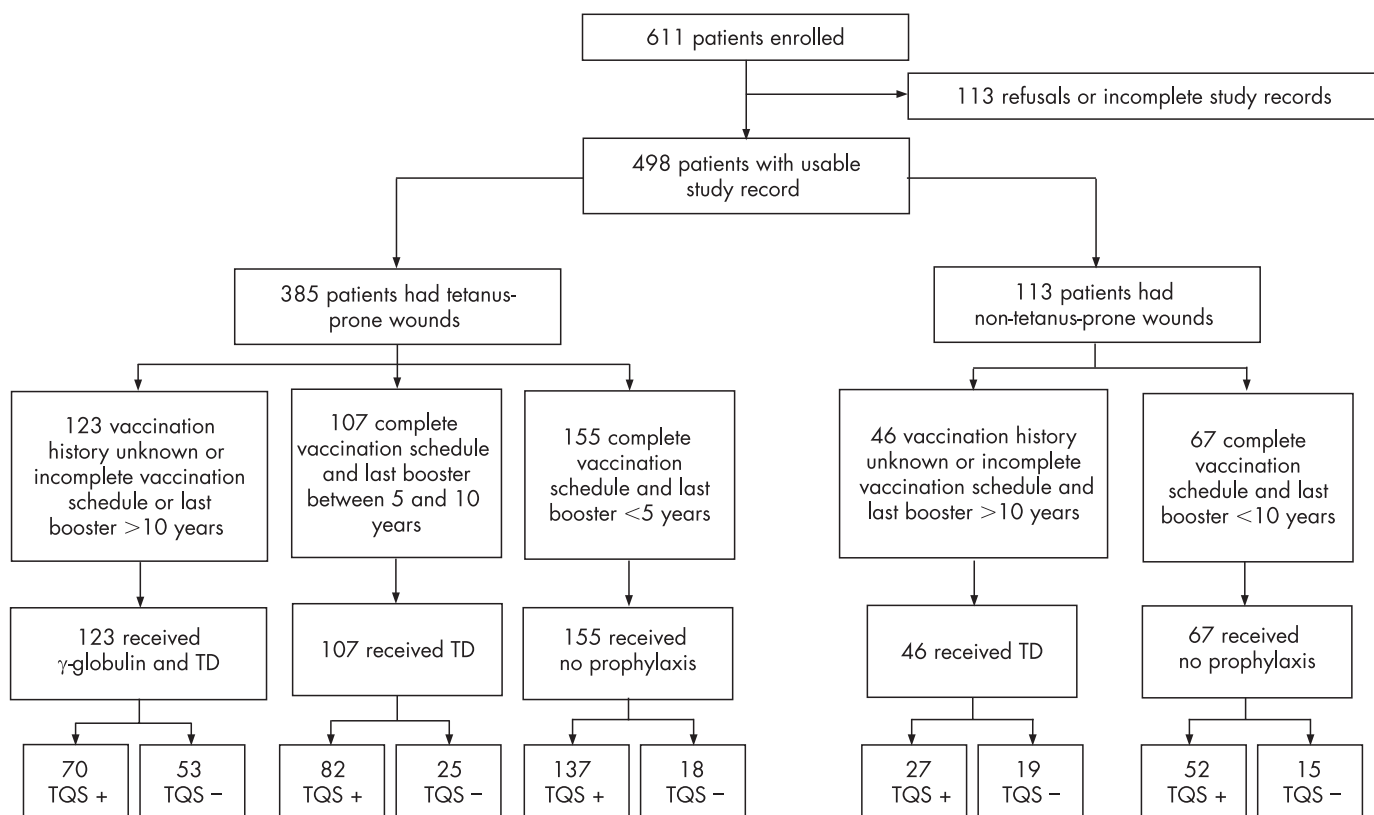 611 patients enrolled
113 refusals or incomplete study records
498 patients with usable
study record
385 patients had tetanus-
prone wounds
113 patients had
non-tetanus-prone wounds
123 vaccination
history unknown or
incomplete vaccination
schedule or last
booster >10 years
107 complete
vaccination schedule
and last booster
between 5 and 10
years
155 complete
vaccination
schedule and last
booster <5 years
46 vaccination history
unknown or incomplete
vaccination schedule and
last booster >10 years
67 complete
vaccination
schedule and last
booster <10 years
123 received
γ-globulin and TD
107 received TD
155 received
no prophylaxis
46 received TD
67 received
no prophylaxis
70
TQS +
53
TQS –
82
TQS +
25
TQS –
137
TQS +
18
TQS –
27
TQS +
19
TQS –
52
TQS +
15
TQS –